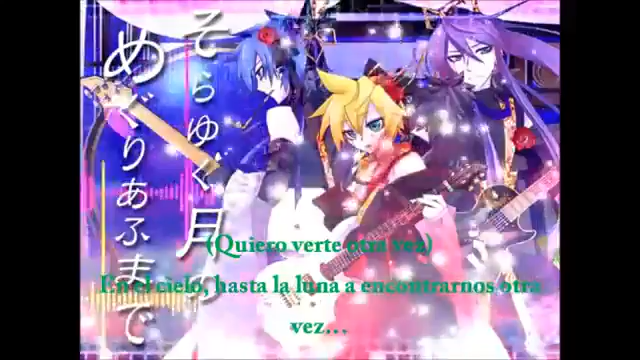 そらゆく月の
めぐりあふまで
(Quiero verte otra vez)
En el cielo, hasta la luna a encontrarnos otra
vez...